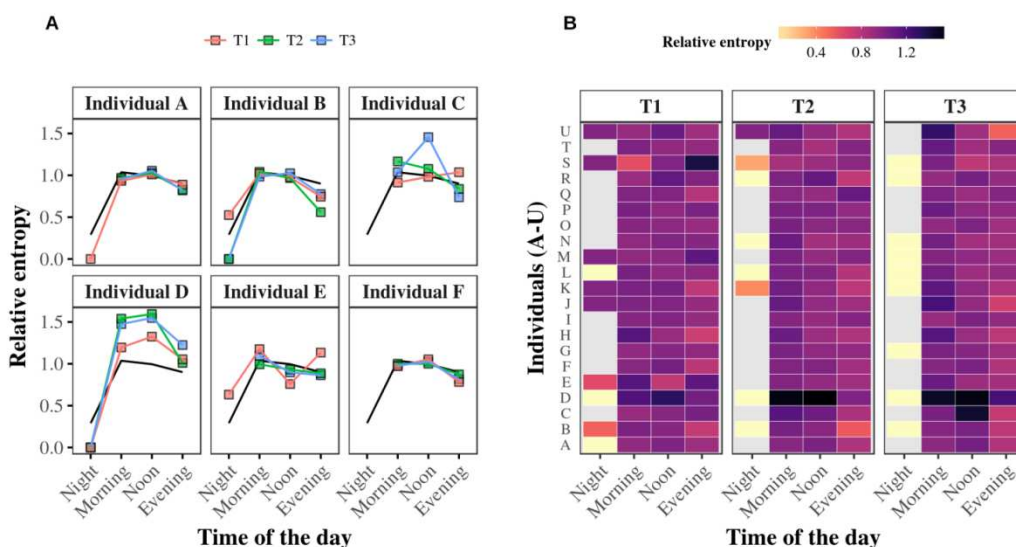 A
T1 T2 T3
Individual A Individual B Individual C
1.5
1.0
0.5
0.0
Individual D Individual E Individual F
1.5
1.0
0.5
0.0
Relative entropy
Night Morning Noon Evening Night Morning Noon Evening Night Morning Noon Evening
Time of the day
B
Relative entropy
0.4 1.2
T1 T2 T3
U
T
S
R
Q
P
O
N
M
L
K
J
I
H
G
F
E
D
C
B
A
Individuals (A-U)
Night Morning Noon Evening Night Morning Noon Evening Night Morning Noon Evening
Time of the day